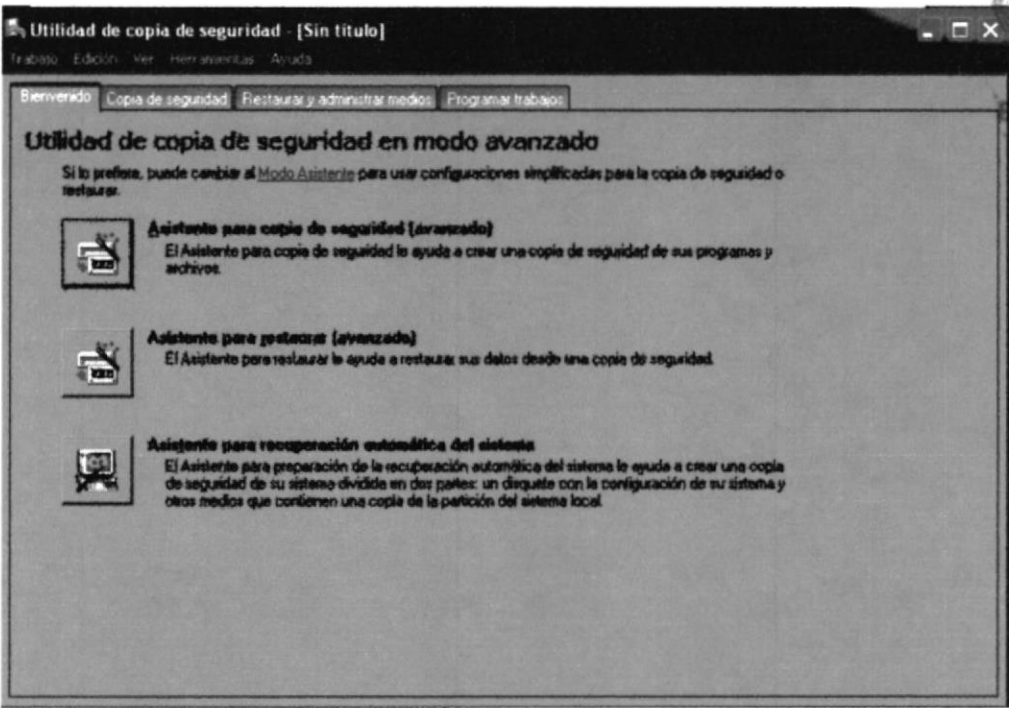 Utilidad de copia de seguridad - [Sin título]
Trabajo Edición Ver Herramientas Ayuda
Bienvenido Copia de seguridad Restaurar y administrar medios Programar trabajos
Utilidad de copia de seguridad en modo avanzado
Si lo prefiere, puede cambiar al Modo Asistente para usar configuraciones simplificadas para la copia de seguridad o
restaurar.
Asistente para copia de seguridad (avanzado)
El Asistente para copia de seguridad le ayuda a crear una copia de seguridad de sus programas y
archivos.
Asistente para restaurar (avanzado)
El Asistente para restaurar le ayuda a restaurar sus datos desde una copia de seguridad.
Asistente para recuperación automática del sistema
El Asistente para preparación de la recuperación automática del sistema le ayuda a crear una copia
de seguridad de su sistema dividida en dos partes: un disquete con la configuración de su sistema y
otros medios que contienen una copia de la partición del sistema local.